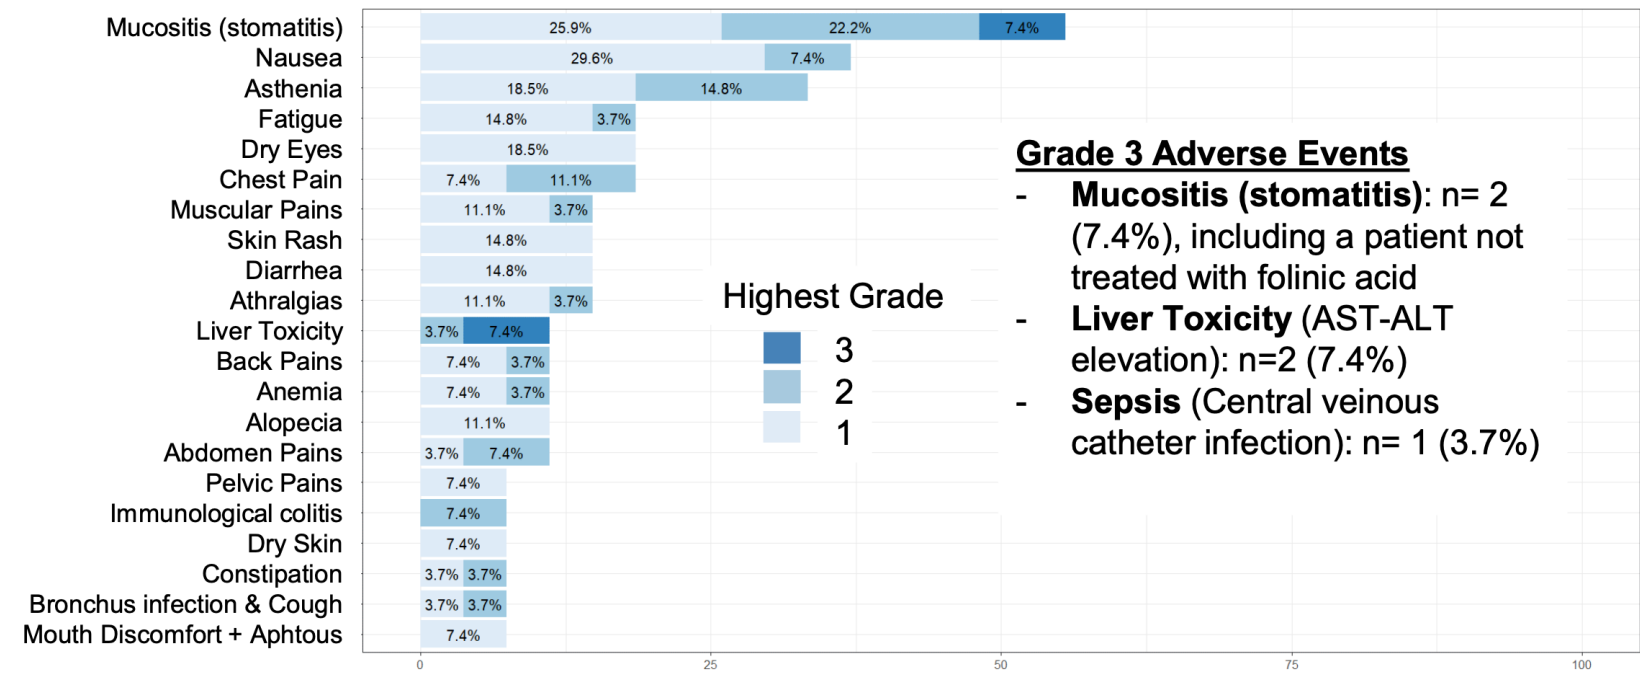 Mucositis (stomatitis) 25.9% 22.2% 7.4%
Nausea 29.6% 7.4%
Asthenia 18.5% 14.8%
Fatigue 14.8% 3.7%
Dry Eyes 18.5%
Chest Pain 7.4% 11.1%
Muscular Pains 11.1% 3.7%
Skin Rash 14.8%
Diarrhea 14.8%
Athralgias 11.1% 3.7%
Liver Toxicity 3.7% 7.4%
Back Pains 7.4% 3.7%
Anemia 7.4% 3.7%
Alopecia 11.1%
Abdomen Pains 3.7% 7.4%
Pelvic Pains 7.4%
Immunological colitis 7.4%
Dry Skin 7.4%
Constipation 3.7% 3.7%
Bronchus infection & Cough 3.7% 3.7%
Mouth Discomfort + Aphtous 7.4%
0 25 50 75 100
Highest Grade
3
2
1
Grade 3 Adverse Events
- Mucositis (stomatitis): n= 2
(7.4%), including a patient not
treated with folinic acid
- Liver Toxicity (AST-ALT
elevation): n=2 (7.4%)
- Sepsis (Central veinous
catheter infection): n= 1 (3.7%)